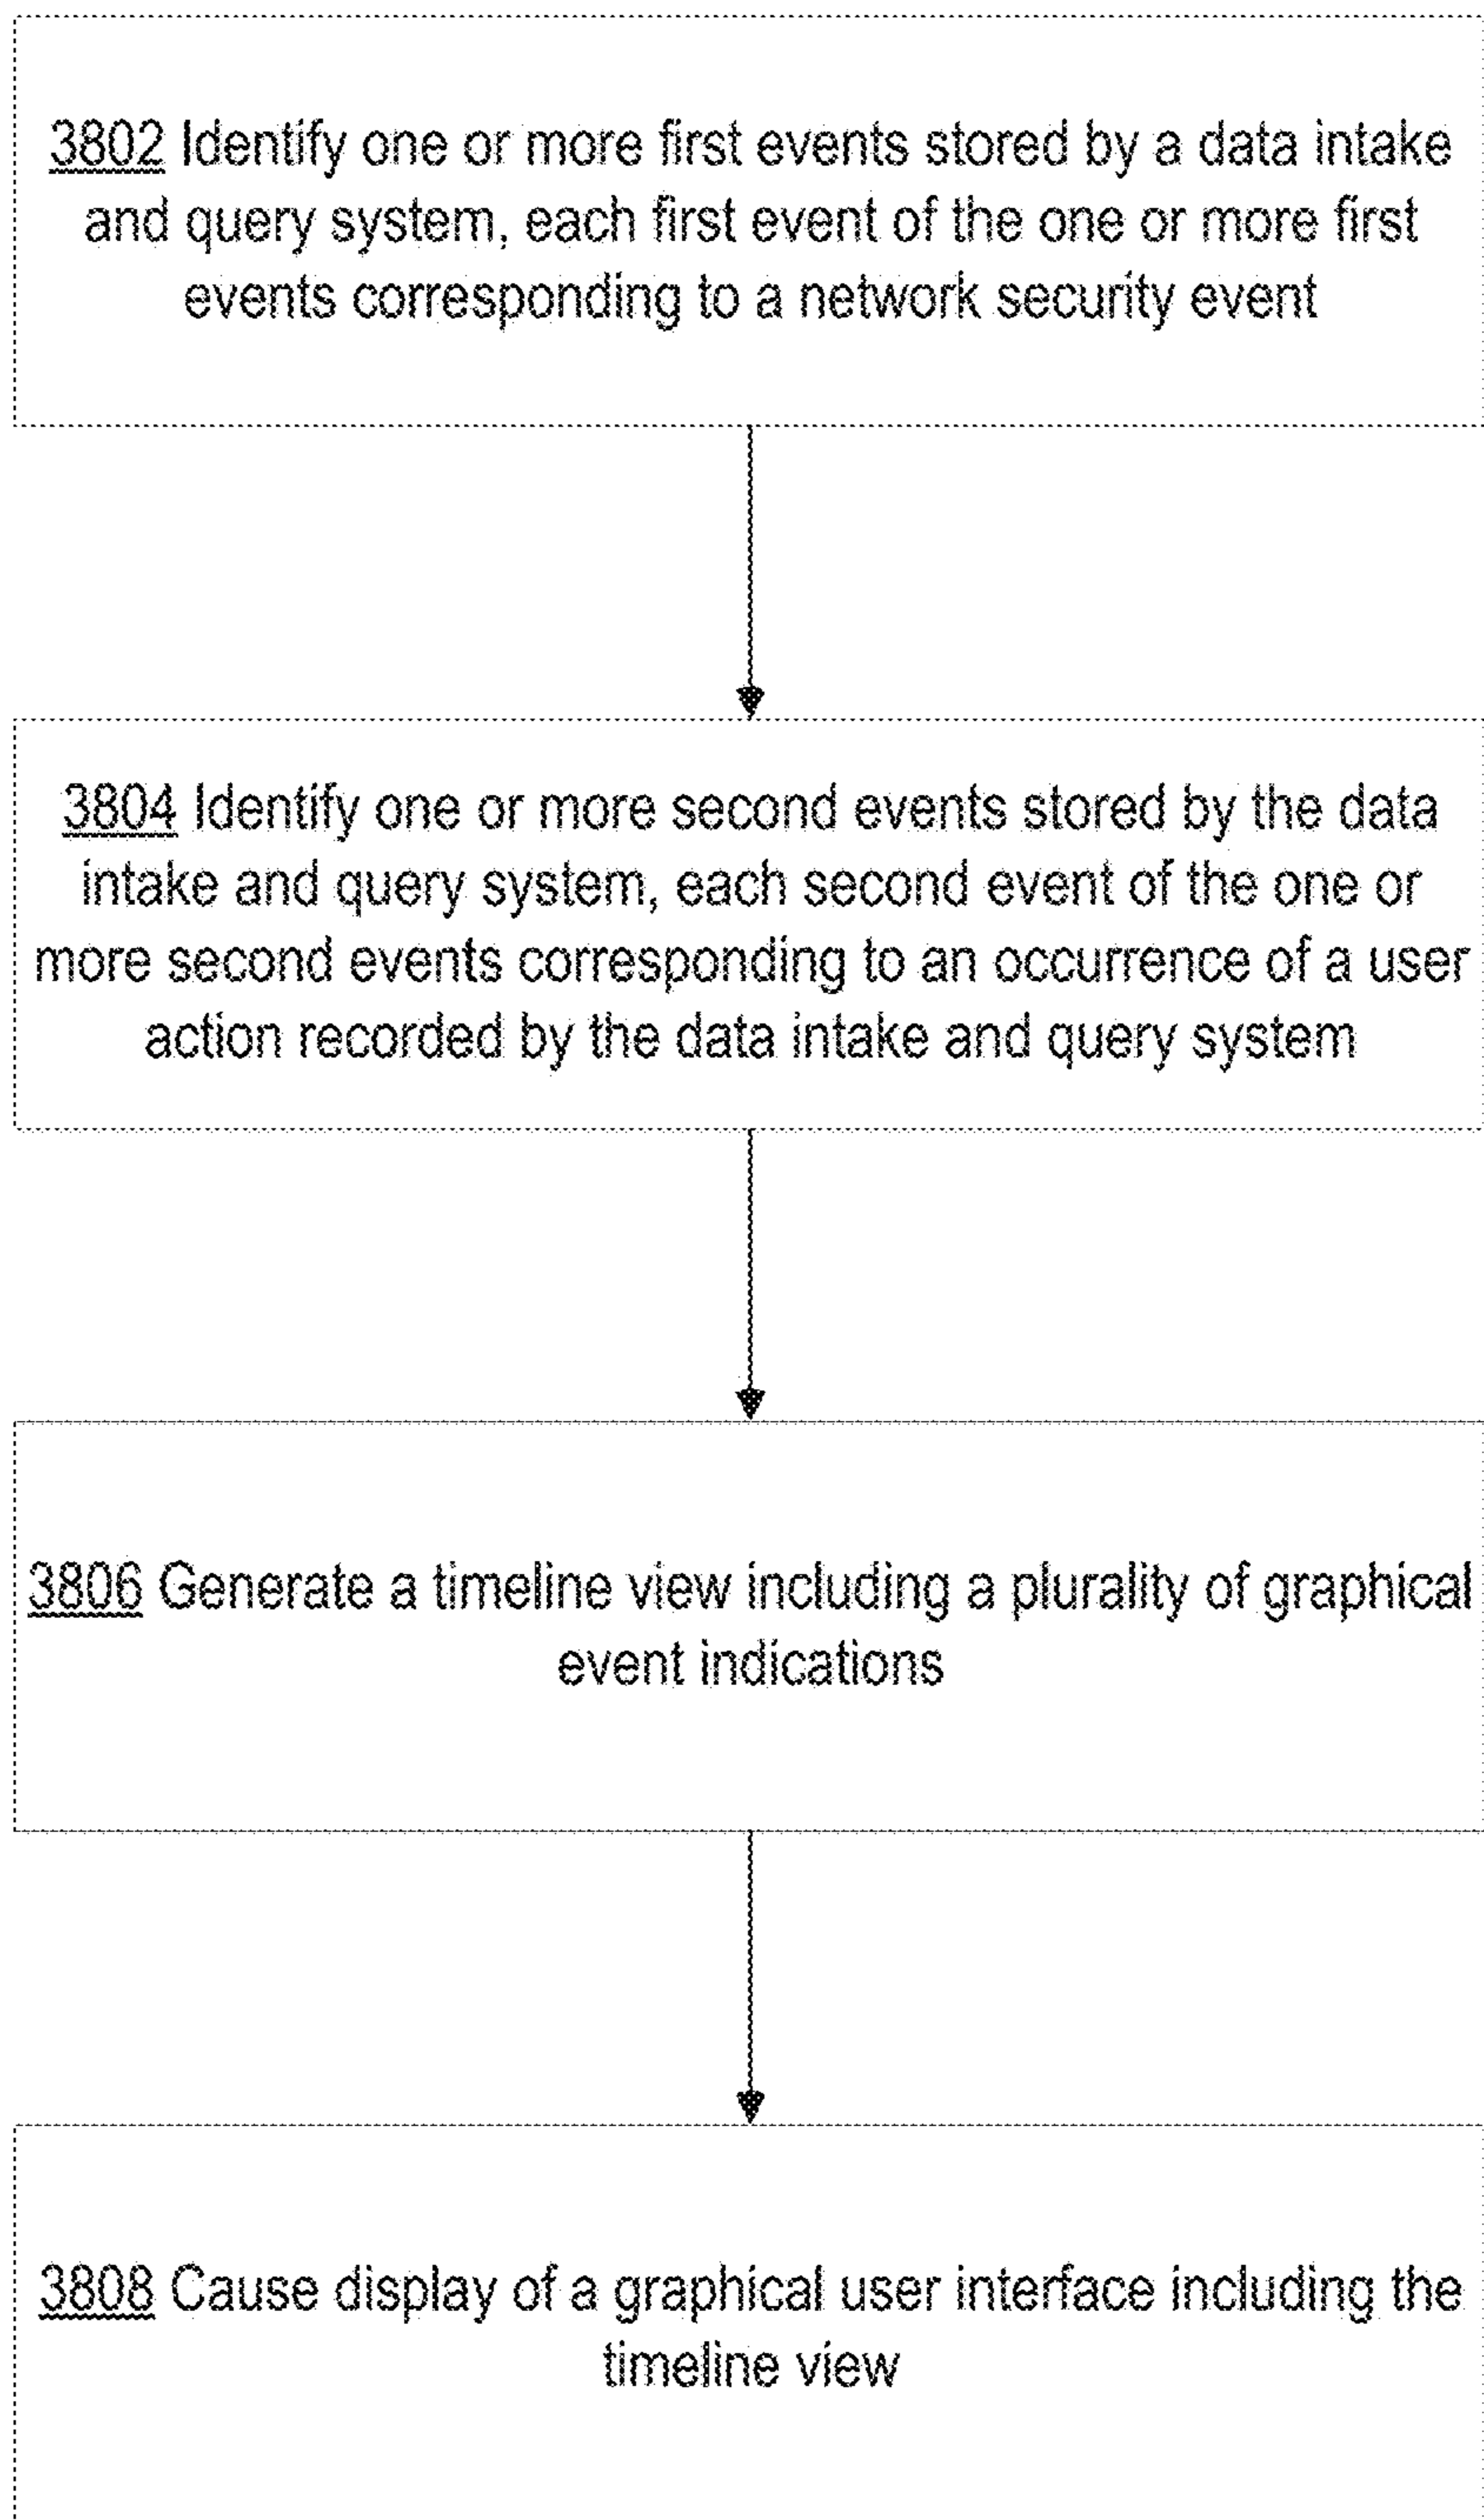 3802 Identify one or more first events stored by a data intake
and query system, each first event of the one or more first
events corresponding to a network security event
3804 Identify one or more second events stored by the data
intake and query system, each second event of the one or
more second events corresponding to an occurrence of a user
action recorded by the data intake and query system
3806 Generate a timeline view including a plurality of graphical
event indications
3808 Cause display of a graphical user interface including the
timeline view